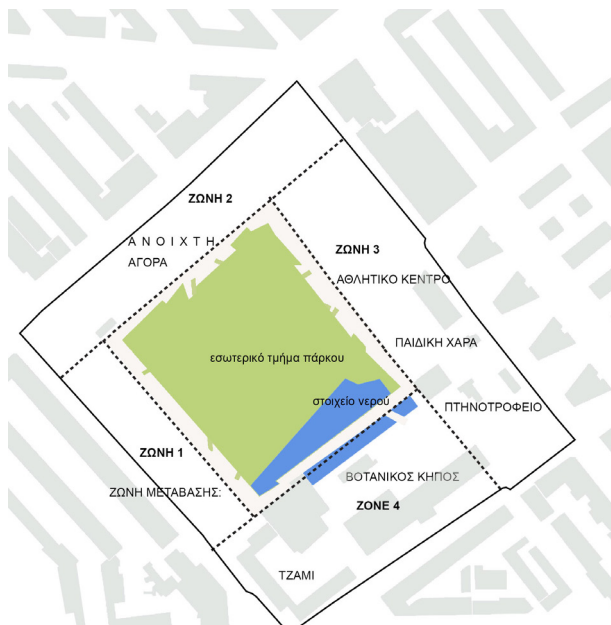 ΖΩΝΗ 2
ΑΝΟΙΧΤΗ
ΑΓΟΡΑ
ΖΩΝΗ 3
ΑΘΛΗΤΙΚΟ ΚΕΝΤΡΟ
ΠΑΙΔΙΚΗ ΧΑΡΑ
εσωτερικό τμήμα πάρκου
στοιχείο νερού
ΠΤΗΝΟΤΡΟΦΕΙΟ
ΖΩΝΗ 1
ΖΩΝΗ ΜΕΤΑΒΑΣΗΣ:
ΒΟΤΑΝΙΚΟΣ ΚΗΠΟΣ
ZONE 4
ΤΖΑΜΙ